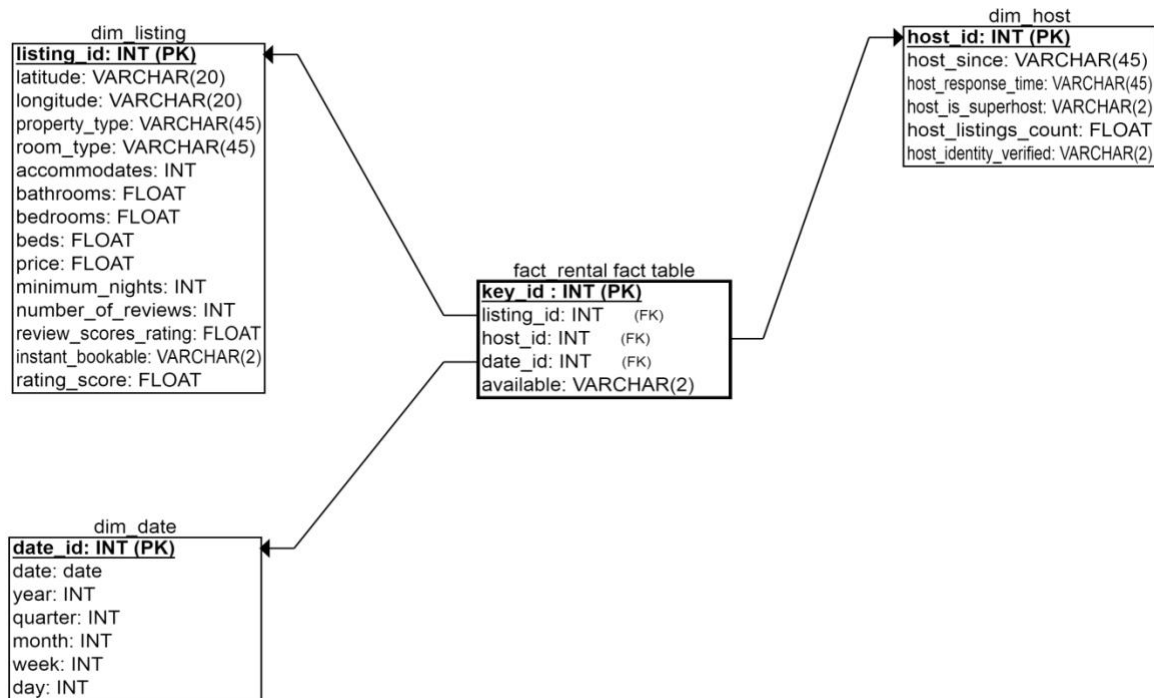 dim_listing
listing_id: INT (PK)
latitude: VARCHAR(20)
longitude: VARCHAR(20)
property_type: VARCHAR(45)
room_type: VARCHAR(45)
accommodates: INT
bathrooms: FLOAT
bedrooms: FLOAT
beds: FLOAT
price: FLOAT
minimum_nights: INT
number_of_reviews: INT
review_scores_rating: FLOAT
instant_bookable: VARCHAR(2)
rating_score: FLOAT
dim_host
host_id: INT (PK)
host_since: VARCHAR(45)
host_response_time: VARCHAR(45)
host_is_superhost: VARCHAR(2)
host_listings_count: FLOAT
host_identity_verified: VARCHAR(2)
fact_rental fact table
key_id : INT (PK)
listing_id: INT (FK)
host_id: INT (FK)
date_id: INT (FK)
available: VARCHAR(2)
dim_date
date_id: INT (PK)
date: date
year: INT
quarter: INT
month: INT
week: INT
day: INT